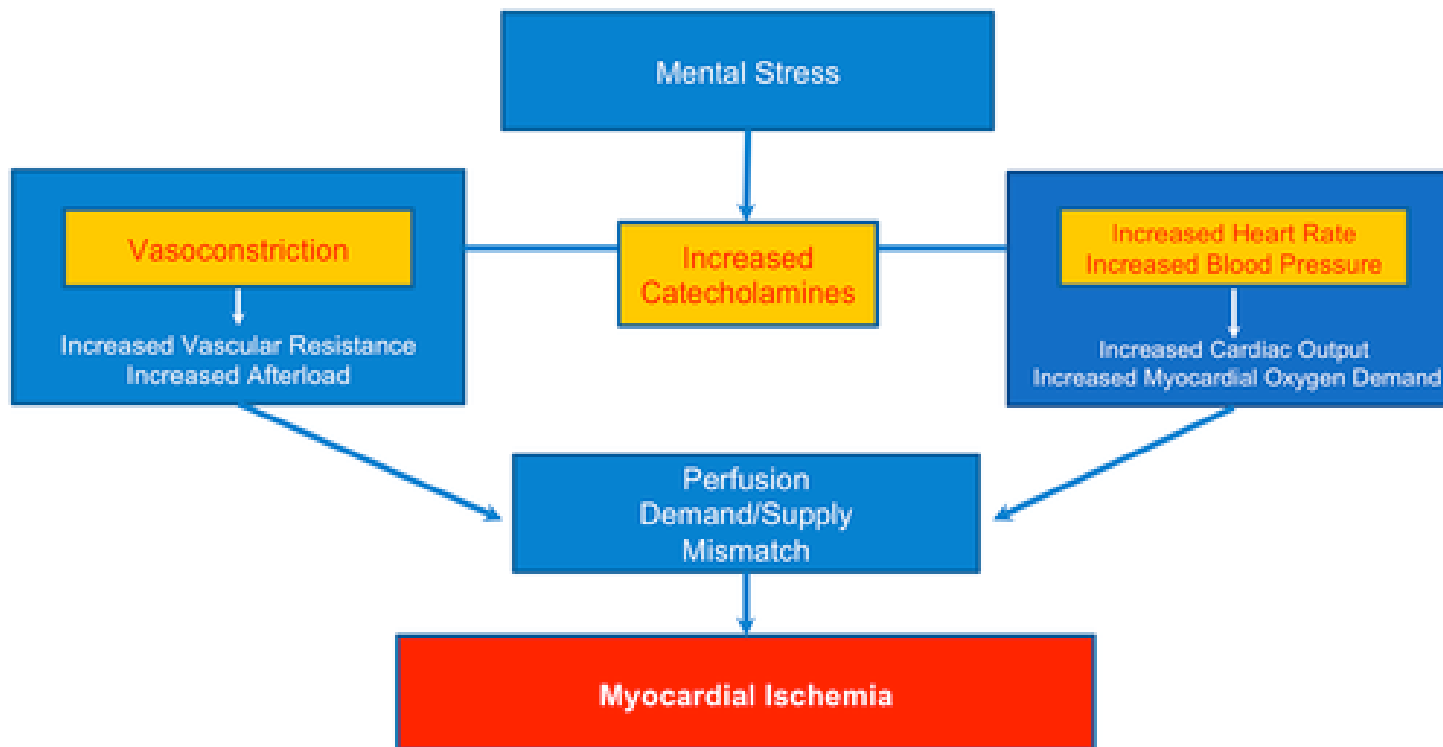 Mental Stress
Vasoconstriction
Increased Vascular Resistance
Increased Afterload
Increased
Catecholamines
Increased Heart Rate
Increased Blood Pressure
Increased Cardiac Output
Increased Myocardial Oxygen Demand
Perfusion
Demand/Supply
Mismatch
Myocardial Ischemia